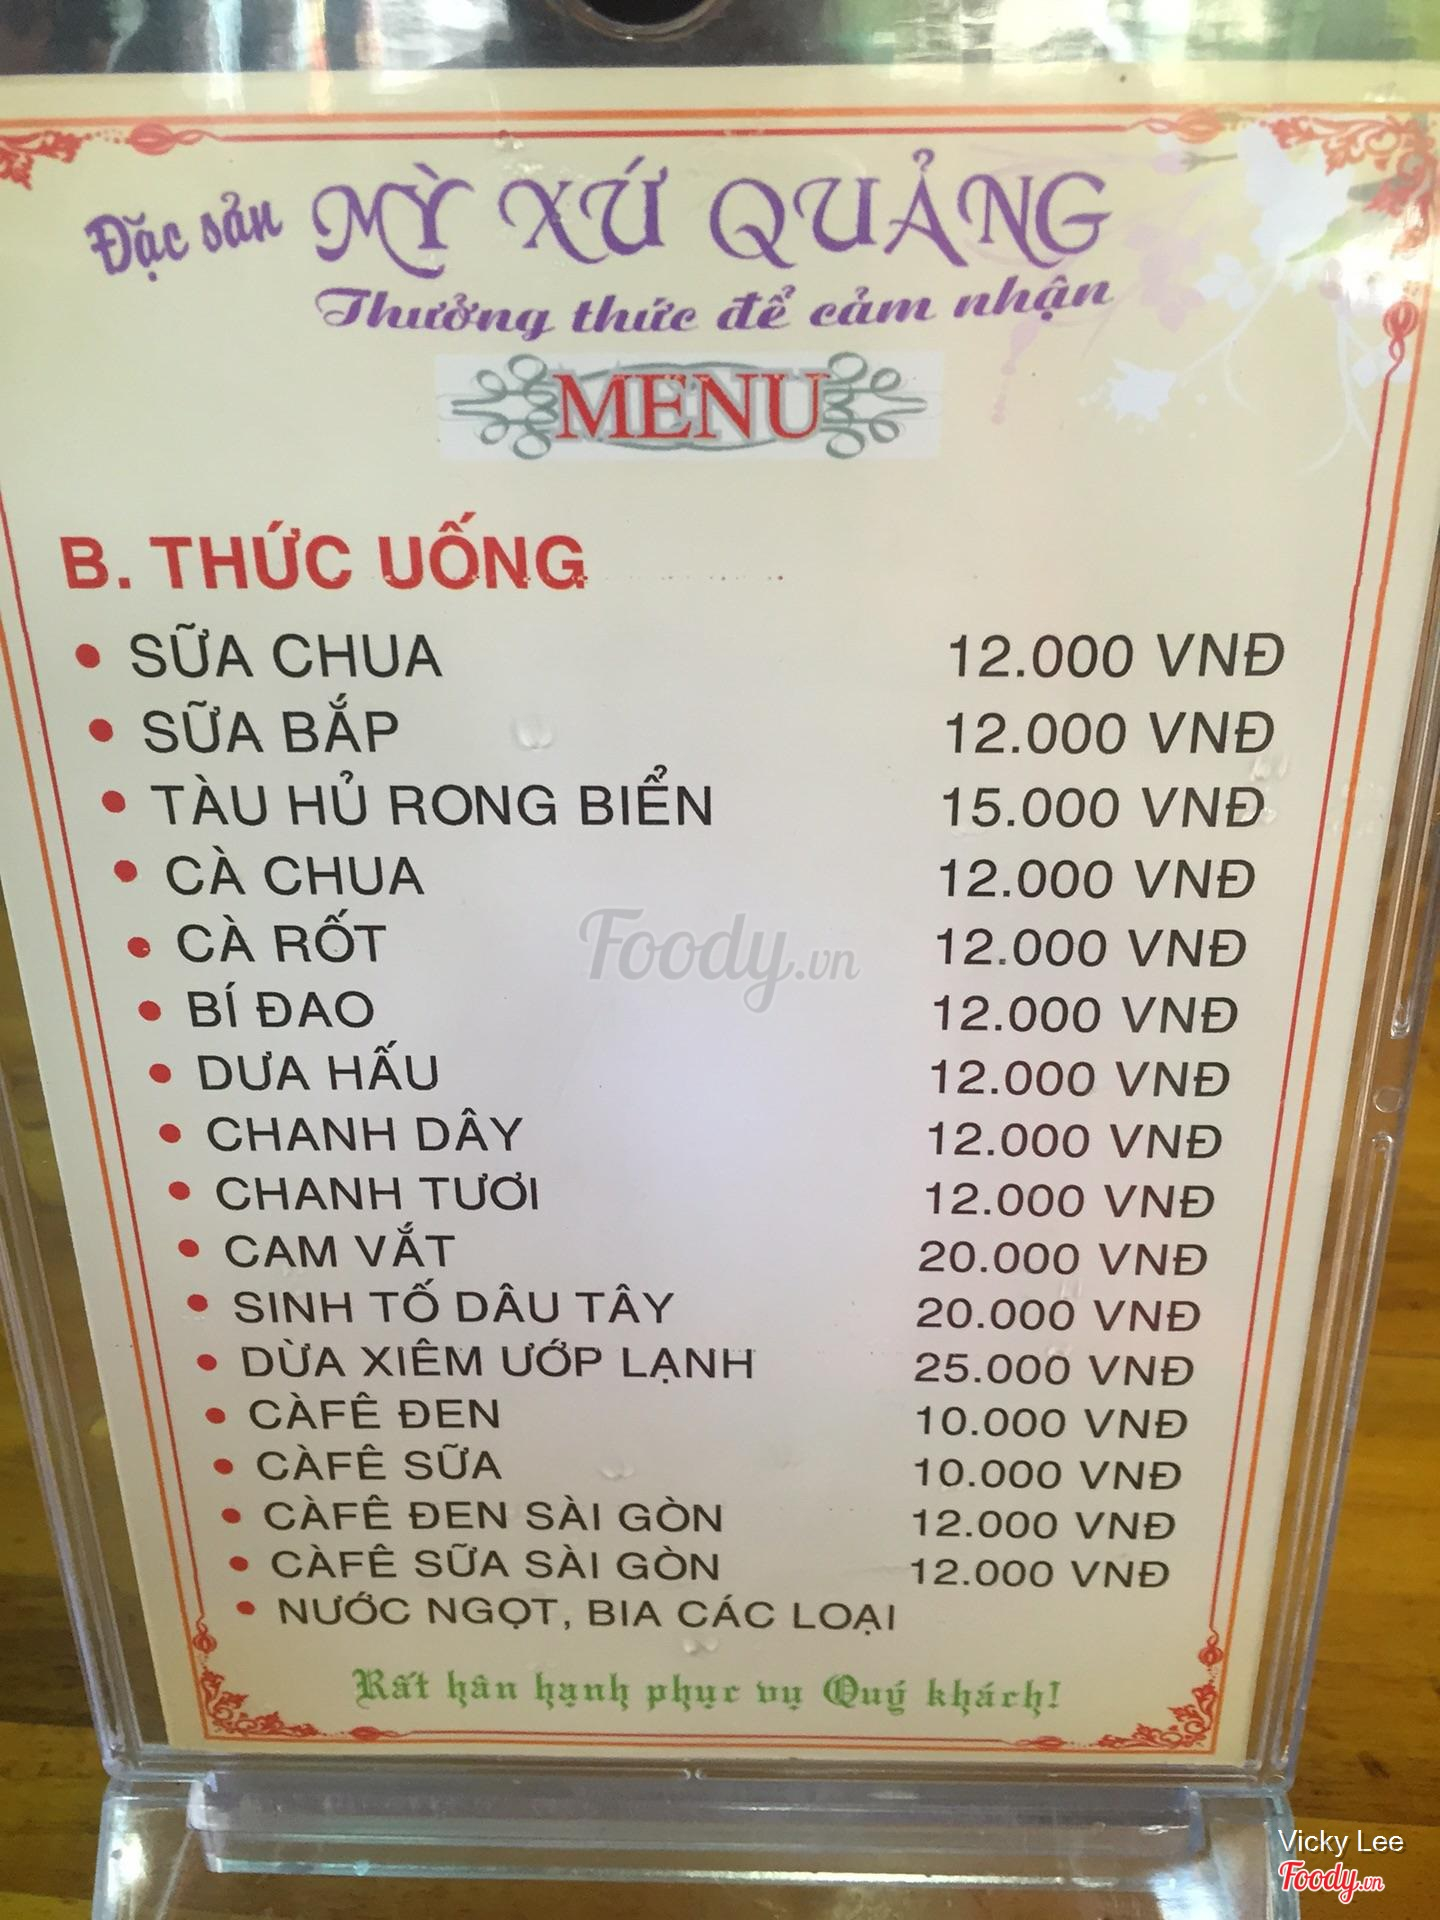 Đặc sản MỲ XỨ QUẢNG
Thưởng thức để cảm nhận
MENU
B. THỨC UỐNG
• SỮA CHUA 12.000 VNĐ
• SỮA BẮP 12.000 VNĐ
• TÀU HỦ RONG BIỂN 15.000 VNĐ
• CÀ CHUA 12.000 VNĐ
• CÀ RỐT 12.000 VNĐ
Foody.vn
• BÍ ĐAO 12.000 VNĐ
• DƯA HẤU 12.000 VNĐ
• CHANH DÂY 12.000 VNĐ
• CHANH TƯƠI 12.000 VNĐ
• CAM VẮT 20.000 VNĐ
• SINH TỐ DÂU TÂY 20.000 VNĐ
• DỪA XIÊM ƯỚP LẠNH 25.000 VNĐ
• CÀFÊ ĐEN 10.000 VNĐ
• CÀFÊ SỮA 10.000 VNĐ
• CÀFÊ ĐEN SÀI GÒN 12.000 VNĐ
• CÀFÊ SỮA SÀI GÒN 12.000 VNĐ
• NƯỚC NGỌT, BIA CÁC LOẠI
Rất hân hạnh phục vụ Quý khách!
Vicky Lee
Foody.vn